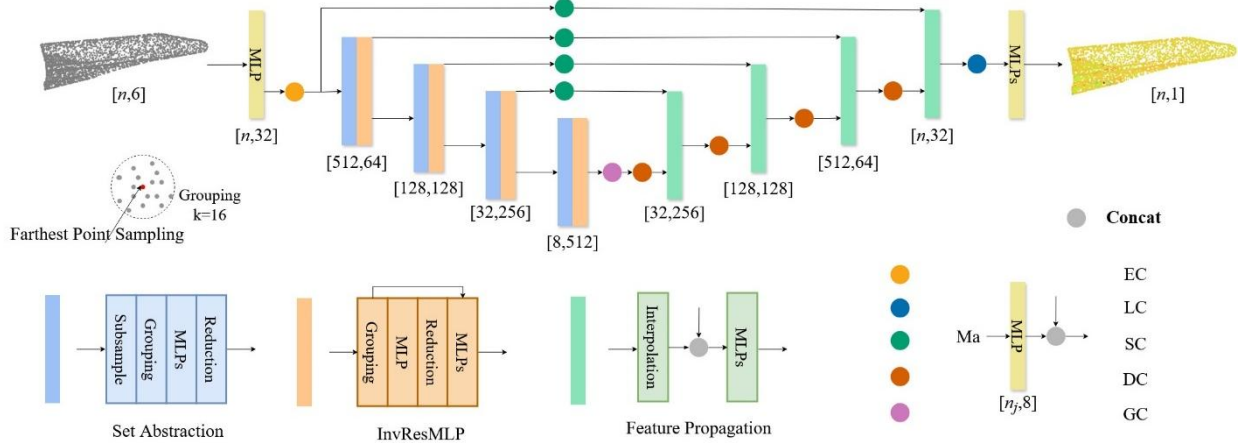 MLP
MLPs
[n,6]
[n,1]
[n,32]
[n,32]
[512,64]
[512,64]
[128,128]
[128,128]
Grouping
k=16
[32,256]
[32,256]
Farthest Point Sampling
[8,512]
Concat
EC
LC
SC
DC
GC
Subsample
Grouping
MLPs
Reduction
Set Abstraction
Grouping
MLP
Reduction
MLPs
InvResMLP
Interpolation
MLPs
Feature Propagation
Ma
MLP
[nj,8]